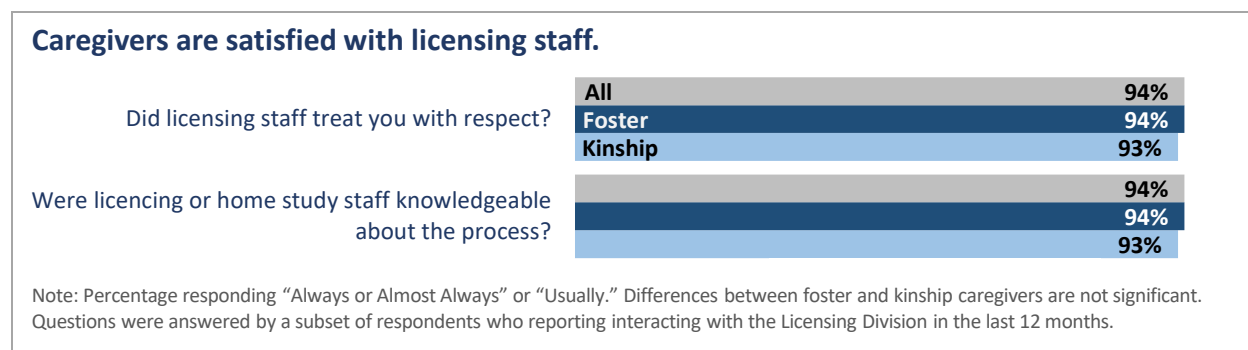 Caregivers are satisfied with licensing staff.
Did licensing staff treat you with respect?
All 94%
Foster 94%
Kinship 93%
Were licencing or home study staff knowledgeable
about the process?
94%
94%
93%
Note: Percentage responding “Always or Almost Always” or “Usually.” Differences between foster and kinship caregivers are not significant.
Questions were answered by a subset of respondents who reporting interacting with the Licensing Division in the last 12 months.